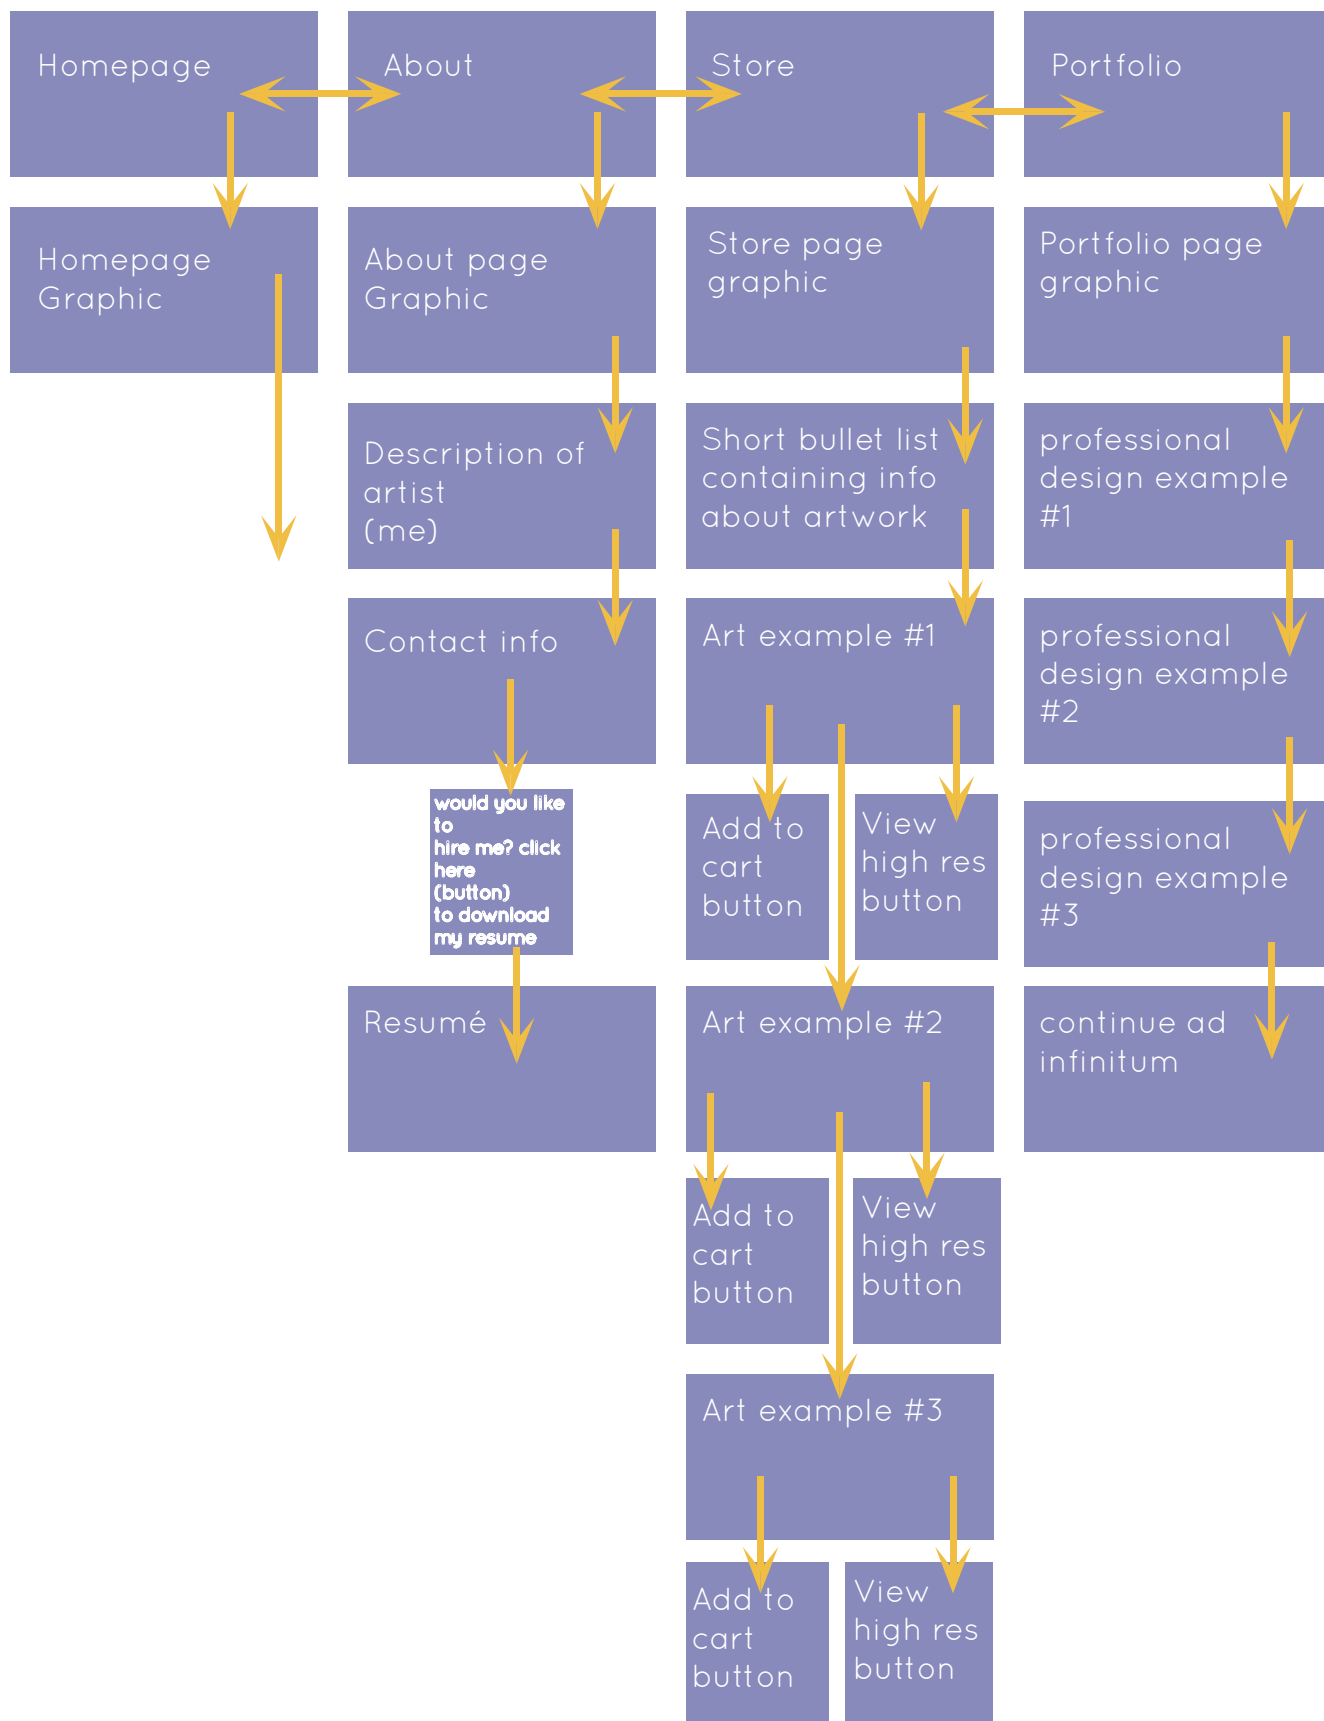 Homepage
About
Store
Portfolio
Homepage
Graphic
About page
Graphic
Store page
graphic
Portfolio page
graphic
Description of
artist
(me)
Short bullet list
containing info
about artwork
professional
design example
#1
Contact info
Art example #1
professional
design example
#2
would you like
to
hire me? click
here
(button)
to download
my resume
Add to
cart
button
View
high res
button
professional
design example
#3
Resumé
Art example #2
continue ad
infinitum
Add to
cart
button
View
high res
button
Art example #3
Add to
cart
button
View
high res
button